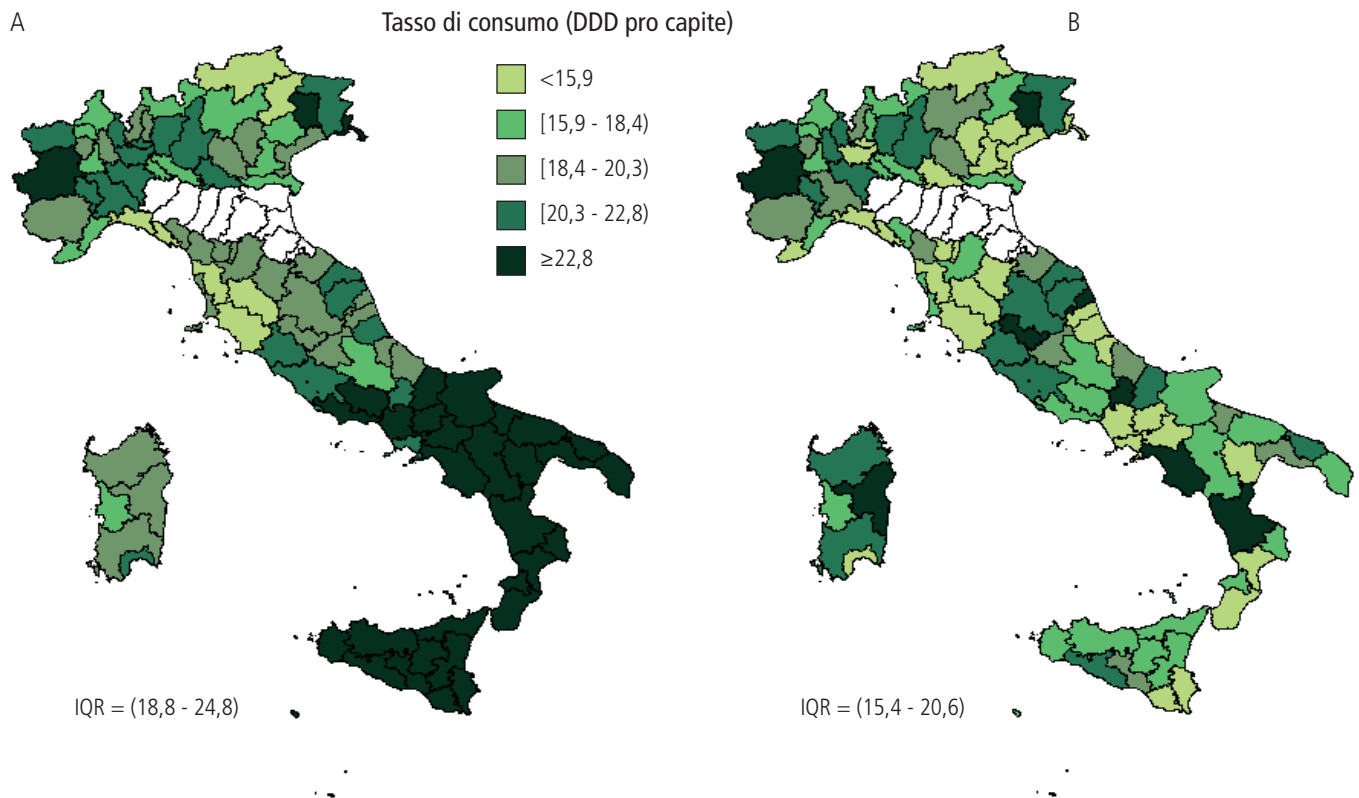 A
Tasso di consumo (DDD pro capite)
B
<15,9
[15,9 - 18,4)
[18,4 - 20,3)
[20,3 - 22,8)
≥22,8
IQR = (18,8 - 24,8)
IQR = (15,4 - 20,6)